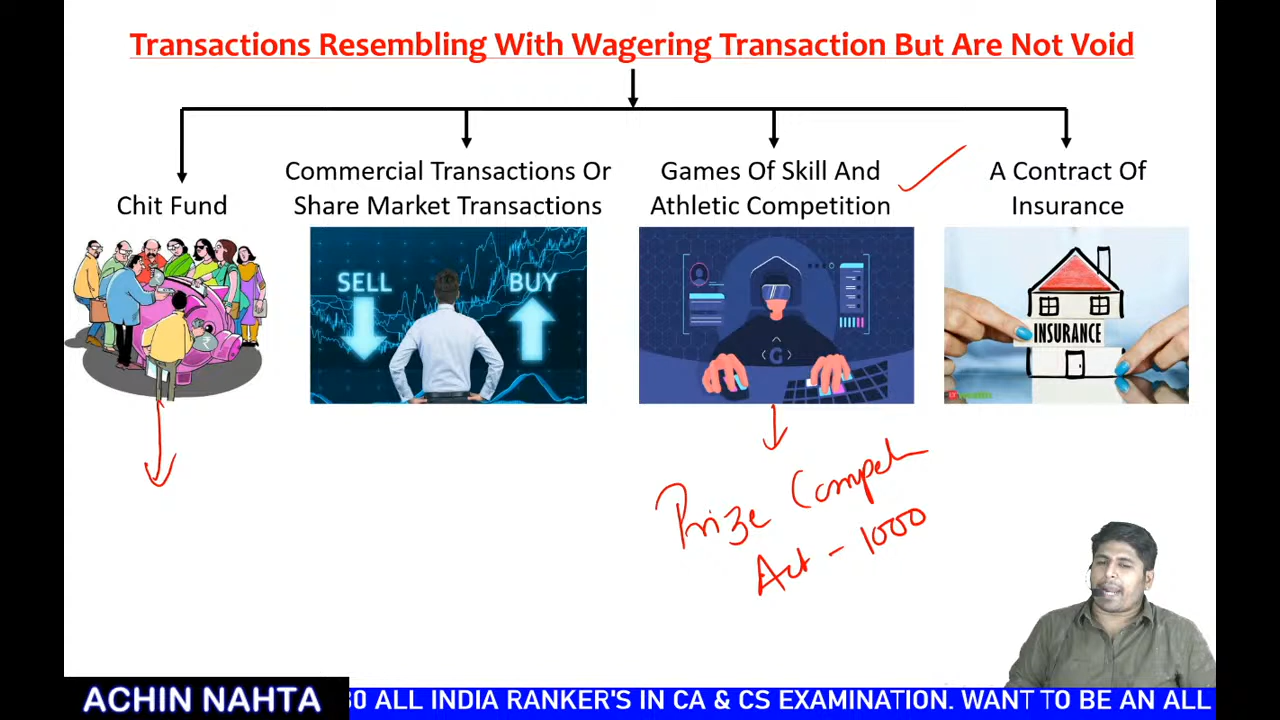 Transactions Resembling With Wagering Transaction But Are Not Void
Chit Fund
Commercial Transactions Or
Share Market Transactions
Games Of Skill And
Athletic Competition
A Contract Of
Insurance
SELL
BUY
G
INSURANCE
Prize
Act - 1000
ACHIN NAHTA
30 ALL INDIA RANKER'S IN CA & CS EXAMINATION. WANT TO BE AN ALL